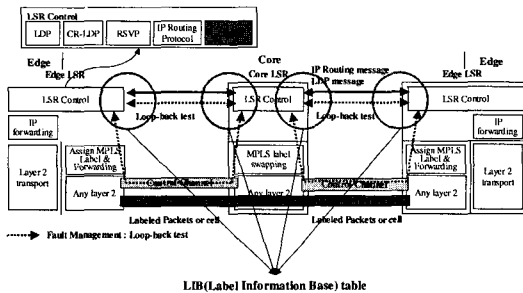 LSR Control
LDP
CR-LDP
RSVP
IP Routing Protocol
Edge
Edge LSR
Core
Core LSR
IP Routing message
LDP message
Edge
Edge LSR
LSR Control
LSR Control
LSR Control
Loop-back test
Loop-back test
IP forwarding
IP forwarding
Layer 2 transport
Assign MPLS Label & Forwarding
MPLS label swapping
Assign MPLS Label & Forwarding
Layer 2 transport
Any layer 2
Control Channel
Any layer 2
Control Channel
Any layer 2
Labeled Packets or cell
Labeled Packets or cell
Fault Management : Loop-back test
LIB(Label Information Base) table